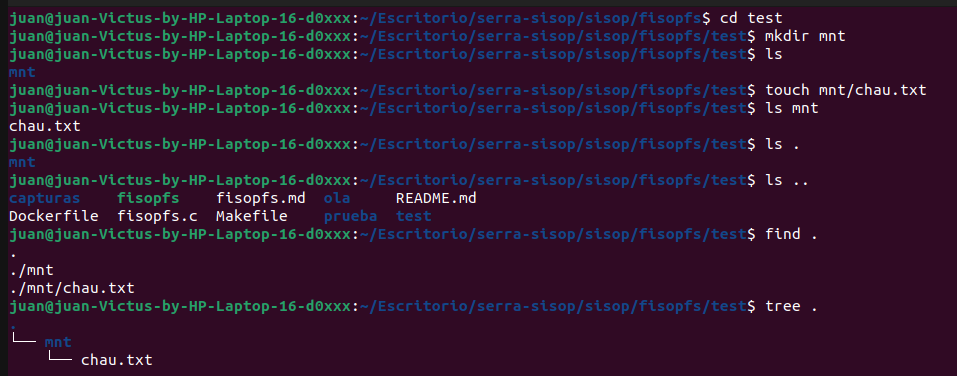 juan@juan-Victus-by-HP-Laptop-16-d0xxx:~/Escritorio/serra-sisop/sisop/fisopfs$ cd test
juan@juan-Victus-by-HP-Laptop-16-d0xxx:~/Escritorio/serra-sisop/sisop/fisopfs/test$ mkdir mnt
juan@juan-Victus-by-HP-Laptop-16-d0xxx:~/Escritorio/serra-sisop/sisop/fisopfs/test$ ls
mnt
juan@juan-Victus-by-HP-Laptop-16-d0xxx:~/Escritorio/serra-sisop/sisop/fisopfs/test$ touch mnt/chau.txt
juan@juan-Victus-by-HP-Laptop-16-d0xxx:~/Escritorio/serra-sisop/sisop/fisopfs/test$ ls mnt
chau.txt
juan@juan-Victus-by-HP-Laptop-16-d0xxx:~/Escritorio/serra-sisop/sisop/fisopfs/test$ ls .
mnt
juan@juan-Victus-by-HP-Laptop-16-d0xxx:~/Escritorio/serra-sisop/sisop/fisopfs/test$ ls ..
capturas    fisopfs    fisopfs.md  ola     README.md
Dockerfile  fisopfs.c  Makefile    prueba  test
juan@juan-Victus-by-HP-Laptop-16-d0xxx:~/Escritorio/serra-sisop/sisop/fisopfs/test$ find .
.
./mnt
./mnt/chau.txt
juan@juan-Victus-by-HP-Laptop-16-d0xxx:~/Escritorio/serra-sisop/sisop/fisopfs/test$ tree .
.
└── mnt
    └── chau.txt